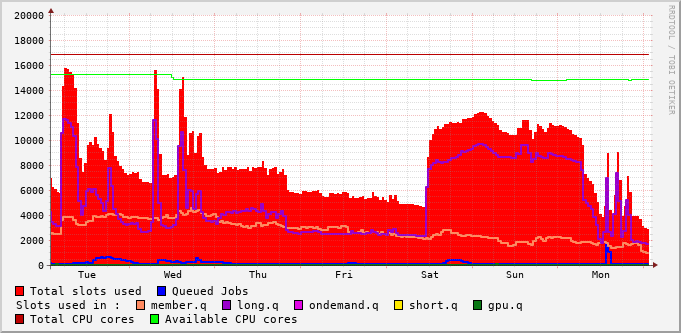 20000
18000
16000
14000
12000
10000
8000
6000
4000
2000
0
Tue Wed Thu Fri Sat Sun Mon
RRDTOOL / TOBI OETIKER
Total slots used Queued Jobs
Slots used in : member.q long.q ondemand.q short.q gpu.q
Total CPU cores Available CPU cores